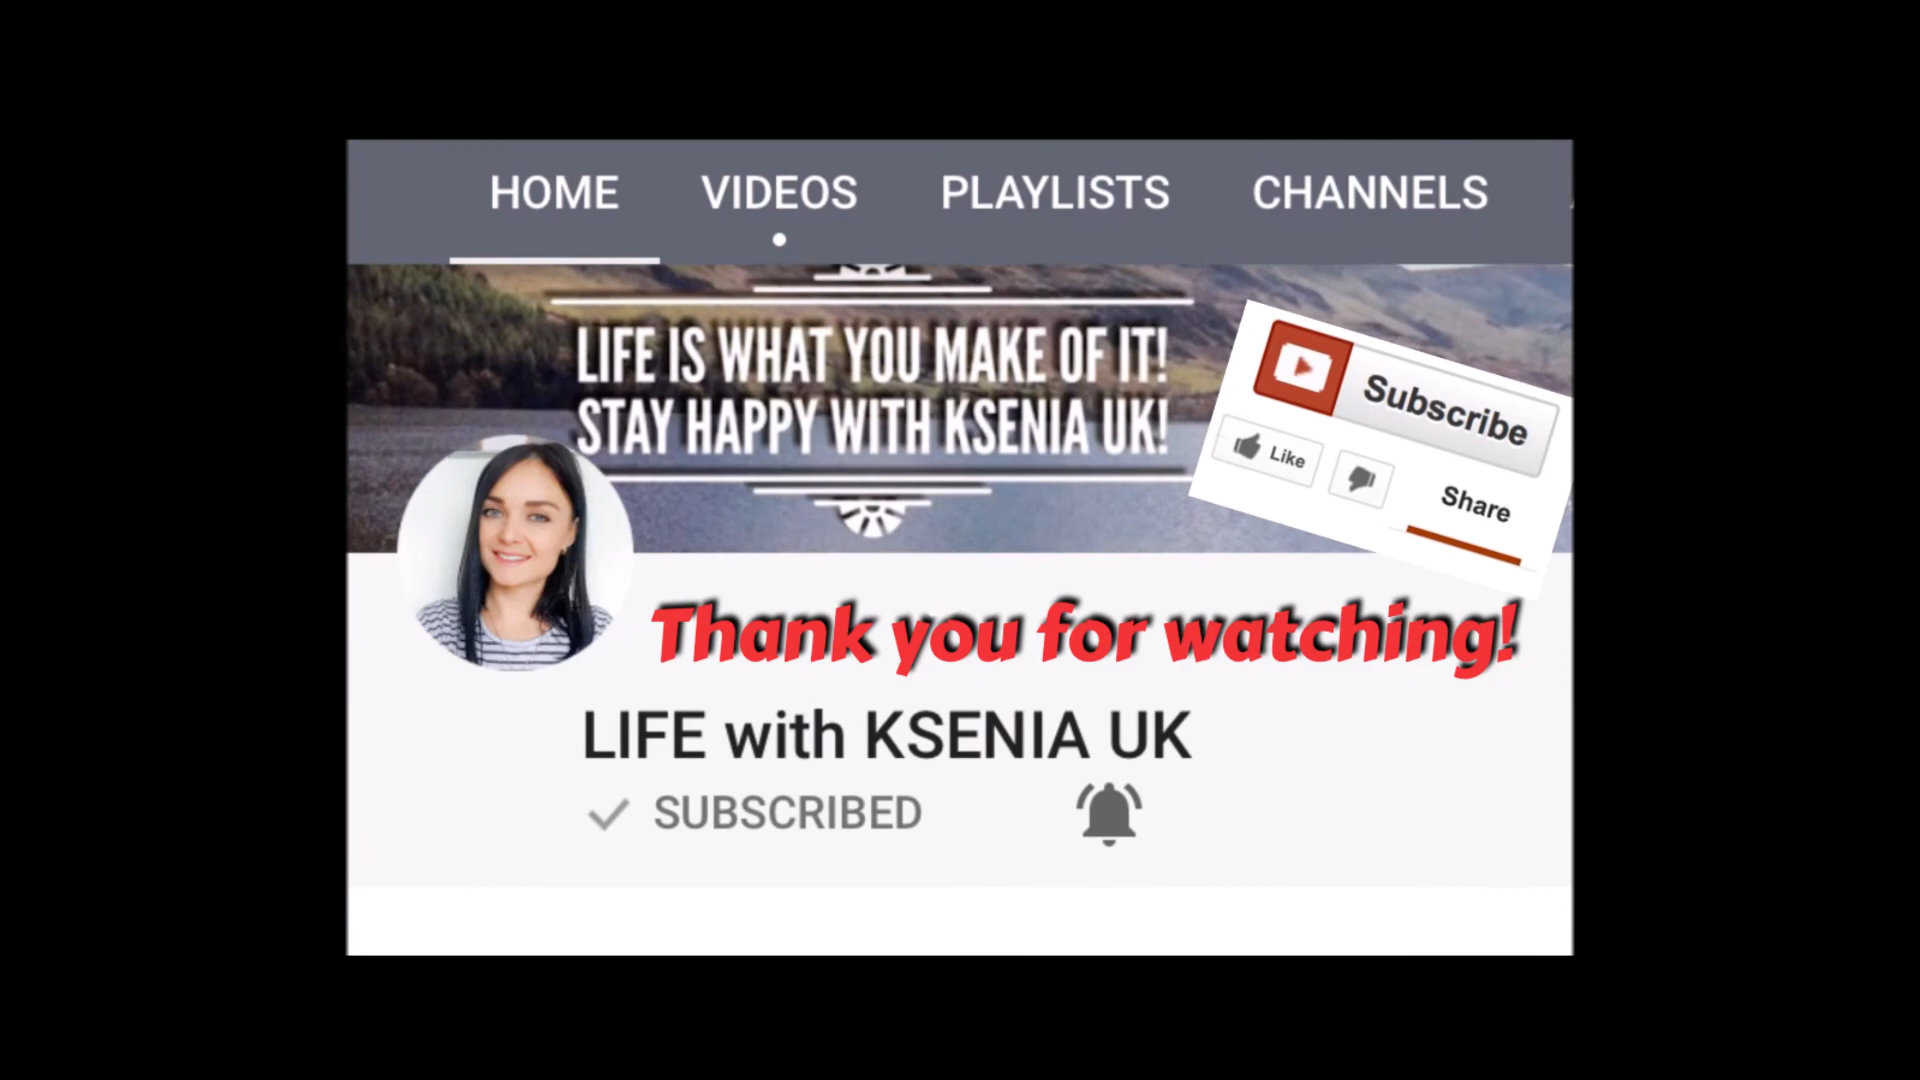 HOME VIDEOS PLAYLISTS CHANNELS
LIFE IS WHAT YOU MAKE OF IT!
STAY HAPPY WITH KSENIA UK!
Subscribe
Like
Share
Thank you for watching!
LIFE with KSENIA UK
SUBSCRIBED